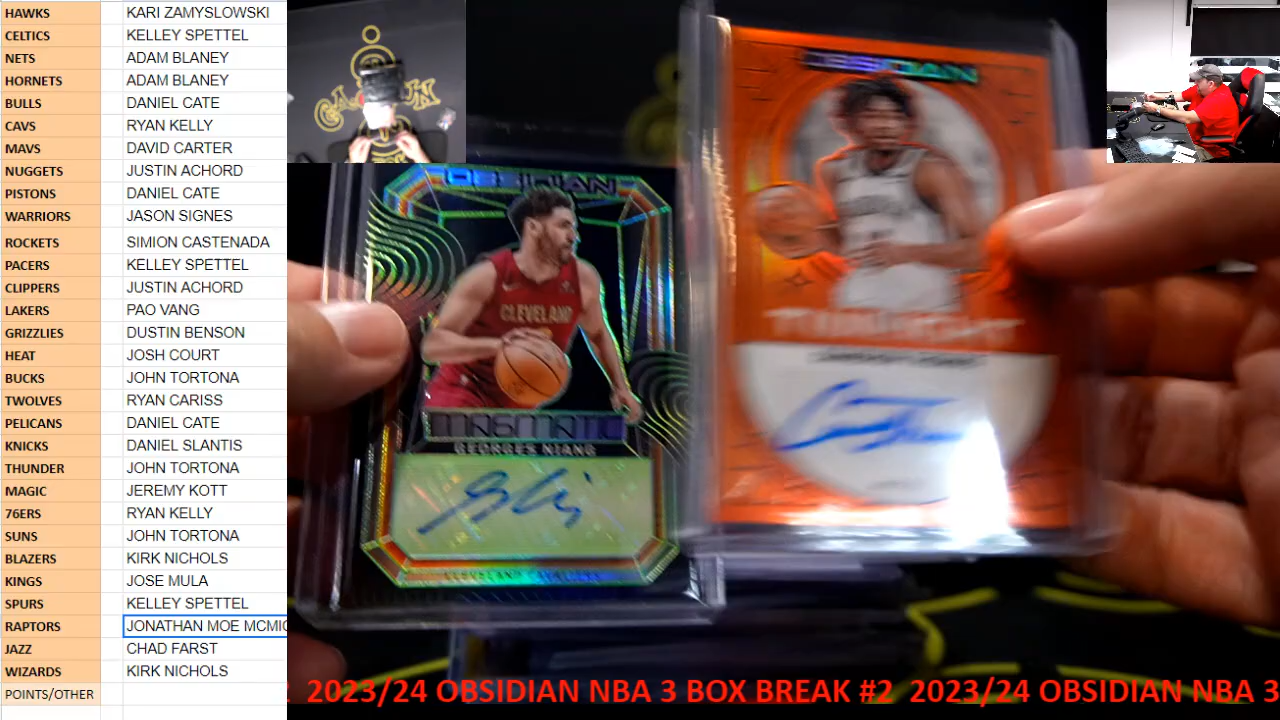 HAWKS KARI ZAMYSLOWSKI
CELTICS KELLEY SPETTEL
NETS ADAM BLANEY
HORNETS ADAM BLANEY
BULLS DANIEL CATE
CAVS RYAN KELLY
MAVS DAVID CARTER
NUGGETS JUSTIN ACHORD
PISTONS DANIEL CATE
WARRIORS JASON SIGNES
ROCKETS SIMION CASTENADA
PACERS KELLEY SPETTEL
CLIPPERS JUSTIN ACHORD
LAKERS PAO VANG
GRIZZLIES DUSTIN BENSON
HEAT JOSH COURT
BUCKS JOHN TORTONA
TWOLVES RYAN CARISS
PELICANS DANIEL CATE
KNICKS DANIEL SLANTIS
THUNDER JOHN TORTONA
MAGIC JEREMY KOTT
76ERS RYAN KELLY
SUNS JOHN TORTONA
BLAZERS KIRK NICHOLS
KINGS JOSE MULA
SPURS KELLEY SPETTEL
RAPTORS JONATHAN MOE MCMIC
JAZZ CHAD FARST
WIZARDS KIRK NICHOLS
POINTS/OTHER
OBSIDIAN
CLEVELAND
MAGMATIC
GEORGES NIANG
CLEVELAND CAVALIERS
OBSIDIAN
2023/24 OBSIDIAN NBA 3 BOX BREAK #2 2023/24 OBSIDIAN NBA 3